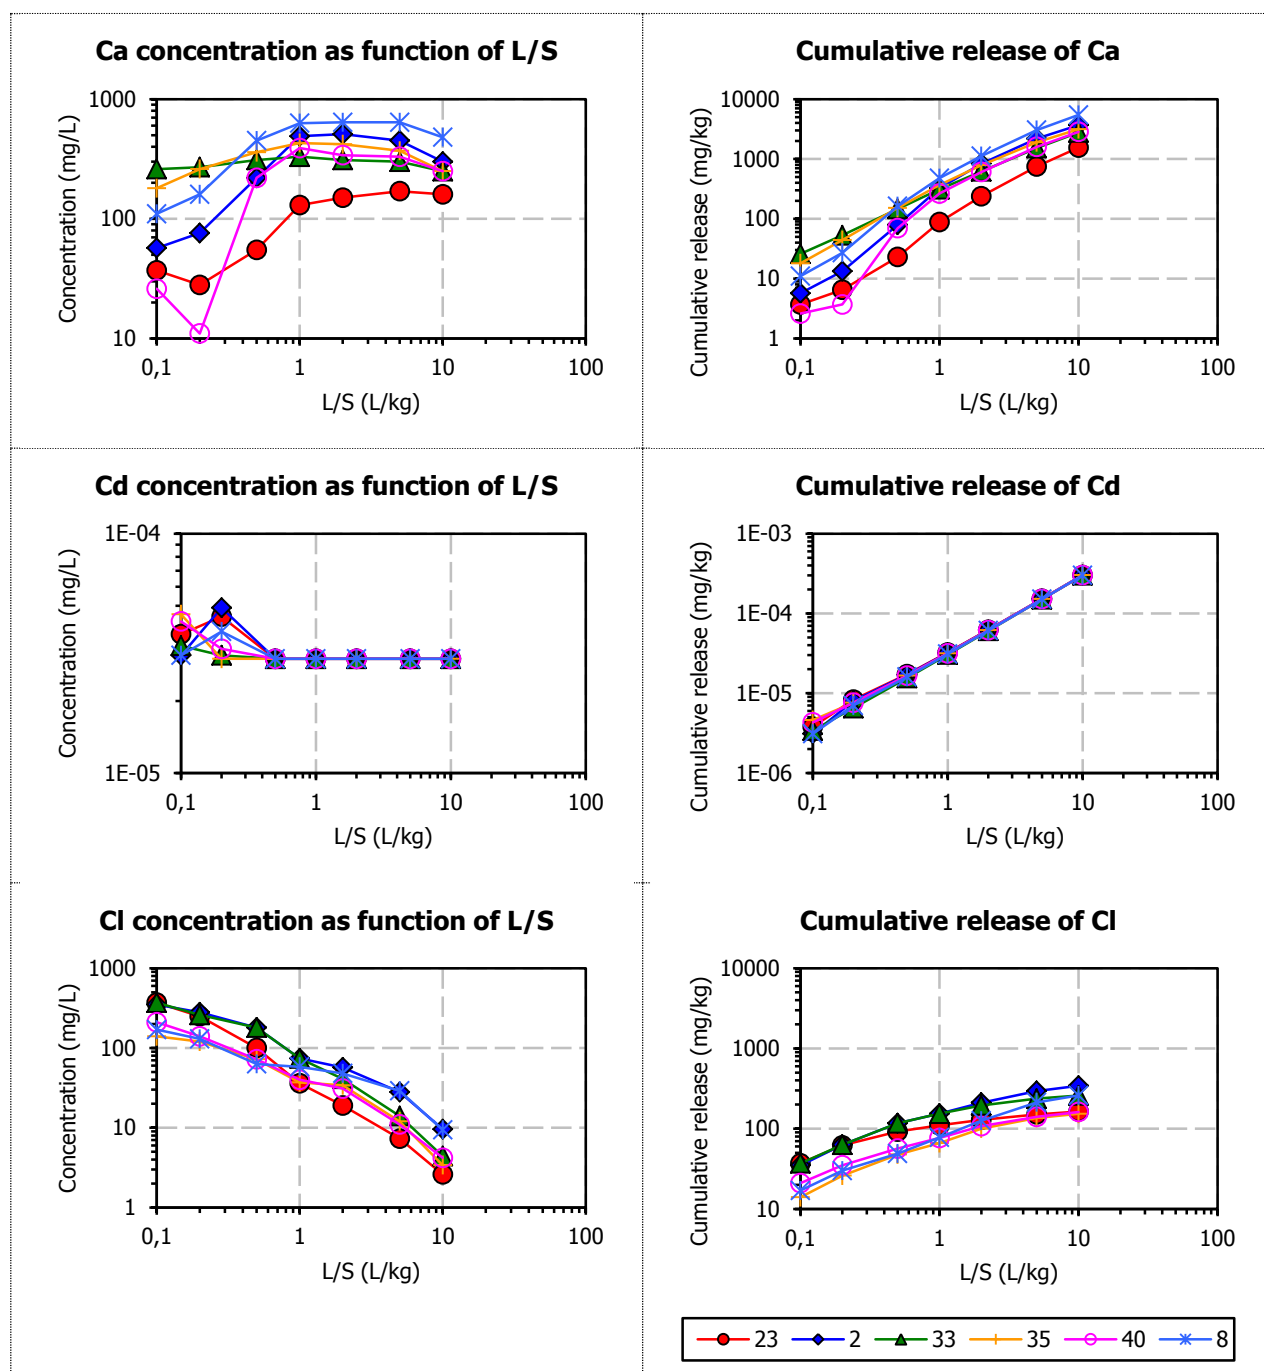 Ca concentration as function of L/S
Concentration (mg/L)
1000
100
10
0,1 1 10 100
L/S (L/kg)
Cumulative release of Ca
Cumulative release (mg/kg)
10000
1000
100
10
1
0,1 1 10 100
L/S (L/kg)
Cd concentration as function of L/S
Concentration (mg/L)
1E-04
1E-05
0,1 1 10 100
L/S (L/kg)
Cumulative release of Cd
Cumulative release (mg/kg)
1E-03
1E-04
1E-05
1E-06
0,1 1 10 100
L/S (L/kg)
Cl concentration as function of L/S
Concentration (mg/L)
1000
100
10
1
0,1 1 10 100
L/S (L/kg)
Cumulative release of Cl
Cumulative release (mg/kg)
10000
1000
100
10
0,1 1 10 100
L/S (L/kg)
23 2 33 35 40 8